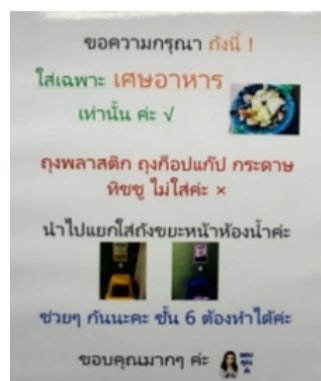 ขอความกรุณา ถังนี้ !
ใส่เฉพาะ เศษอาหาร
เท่านั้น ค่ะ √
ถุงพลาสติก ถุงก็อปแก๊ป กระดาษ
ทิชชู ไม่ใส่ค่ะ ×
นำไปแยกใส่ถังขยะหน้าห้องน้ำค่ะ
ช่วยๆ กันนะคะ ชั้น 6 ต้องทำได้ค่ะ
ขอบคุณมากๆ ค่ะ